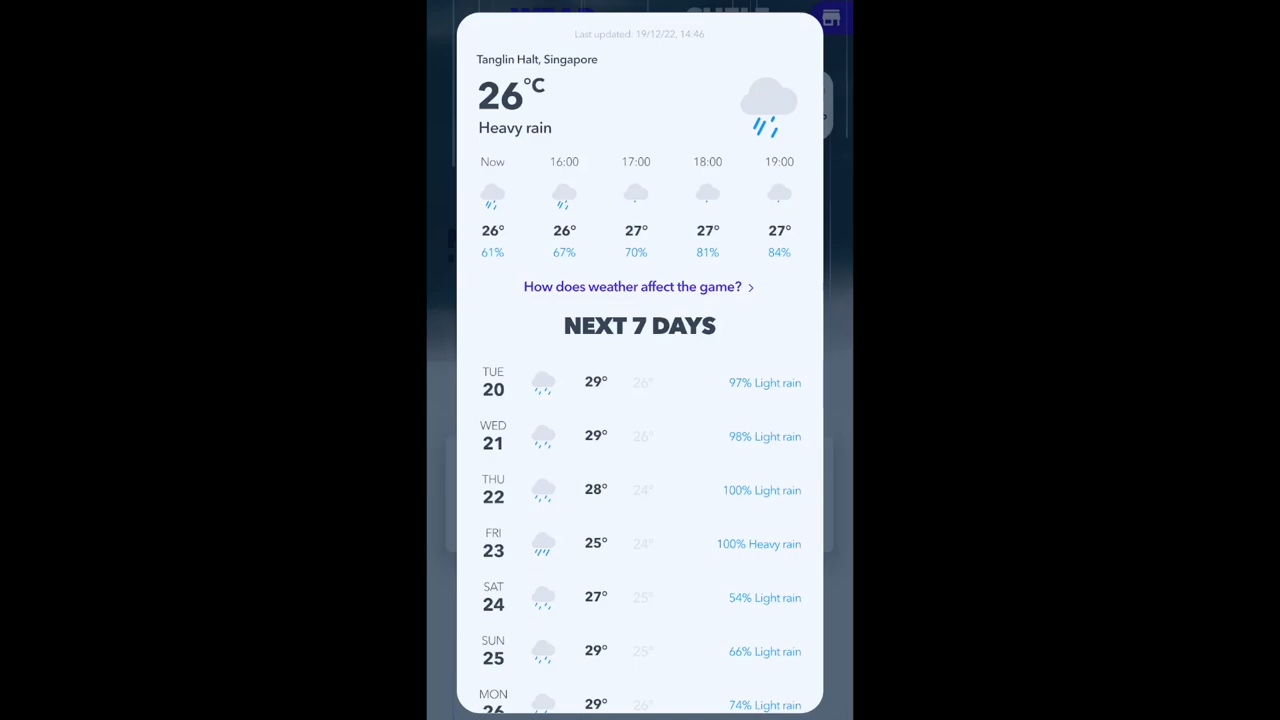 Last updated: 19/12/22, 14:46
Tanglin Halt, Singapore
26°C
Heavy rain
Now 16:00 17:00 18:00 19:00
26° 26° 27° 27° 27°
61% 67% 70% 81% 84%
How does weather affect the game? >
NEXT 7 DAYS
TUE
20 29° 26° 97% Light rain
WED
21 29° 26° 98% Light rain
THU
22 28° 24° 100% Light rain
FRI
23 25° 24° 100% Heavy rain
SAT
24 27° 25° 54% Light rain
SUN
25 29° 25° 66% Light rain
MON
26 29° 26° 74% Light rain